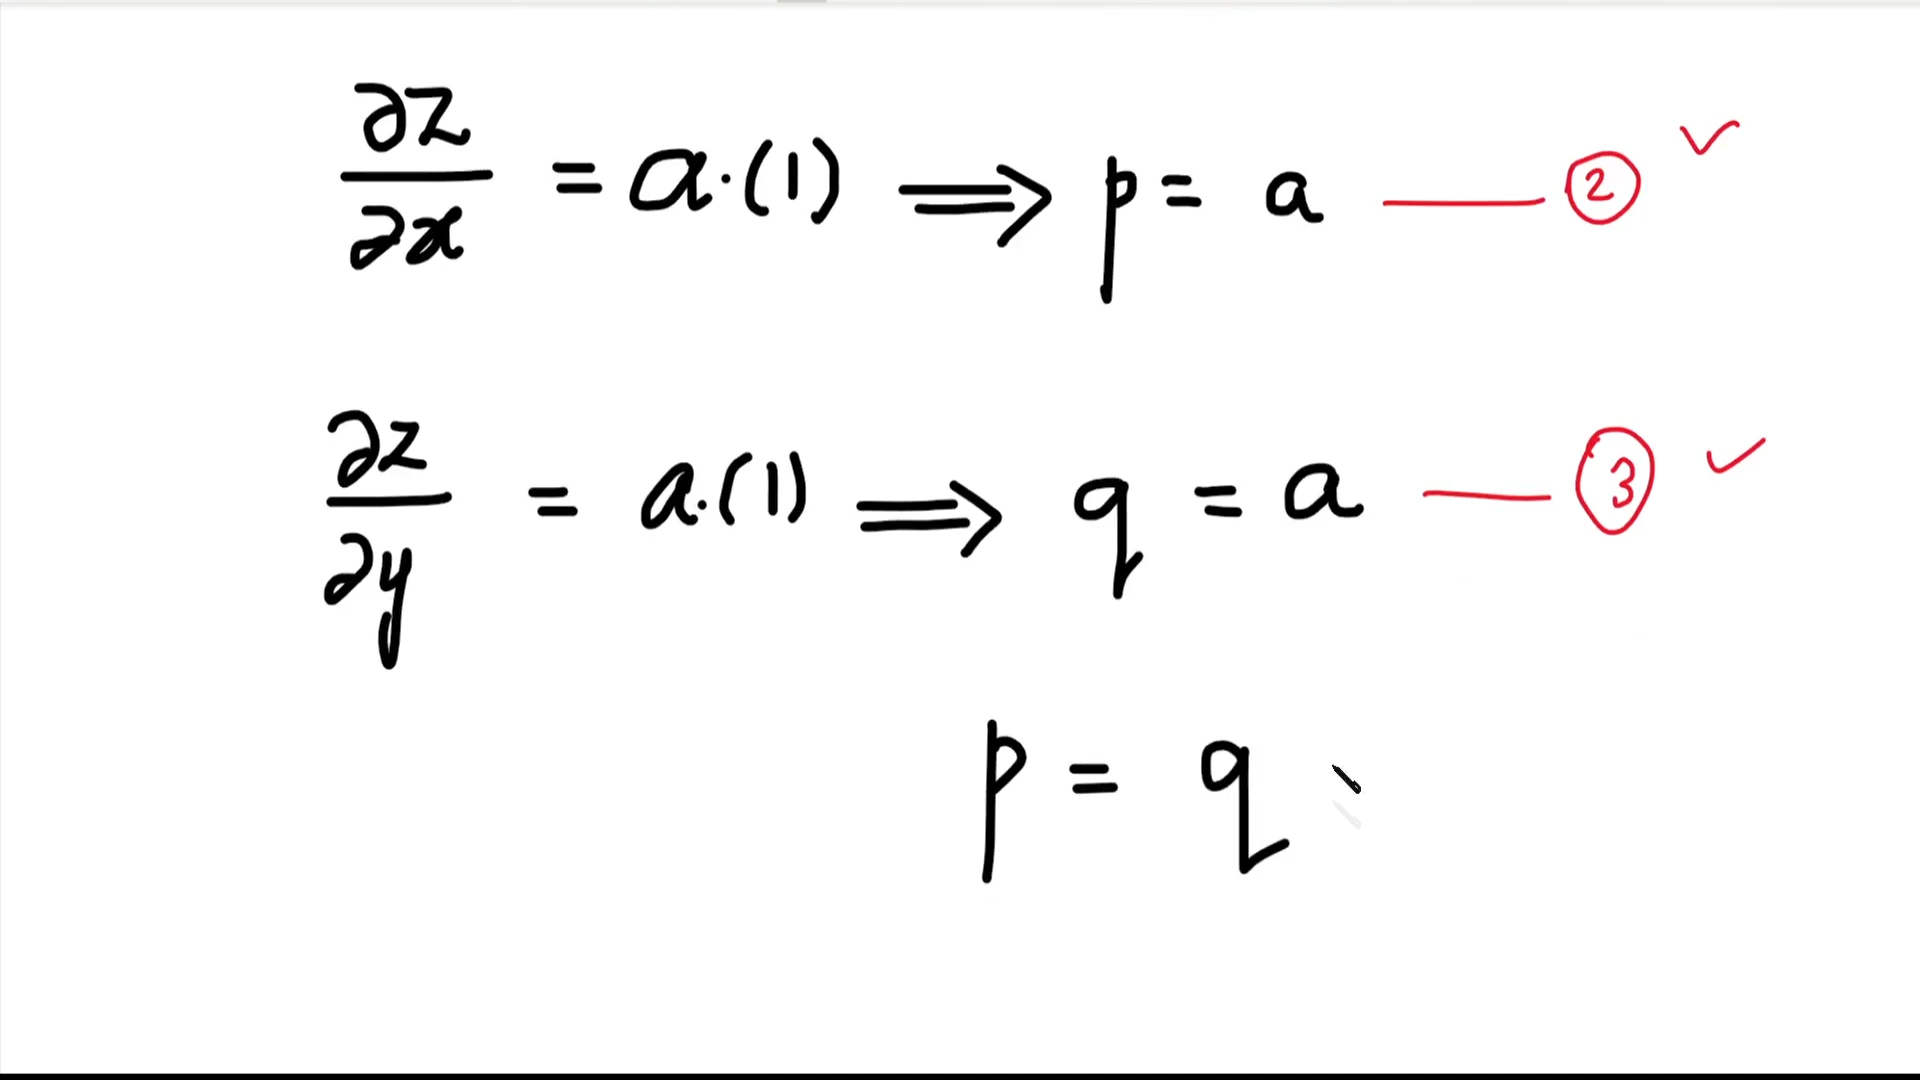 ∂z/∂x = a·(1) ⟹ p = a —— ②  ✓
∂z/∂y = a·(1) ⟹ q = a —— ③  ✓
p = q